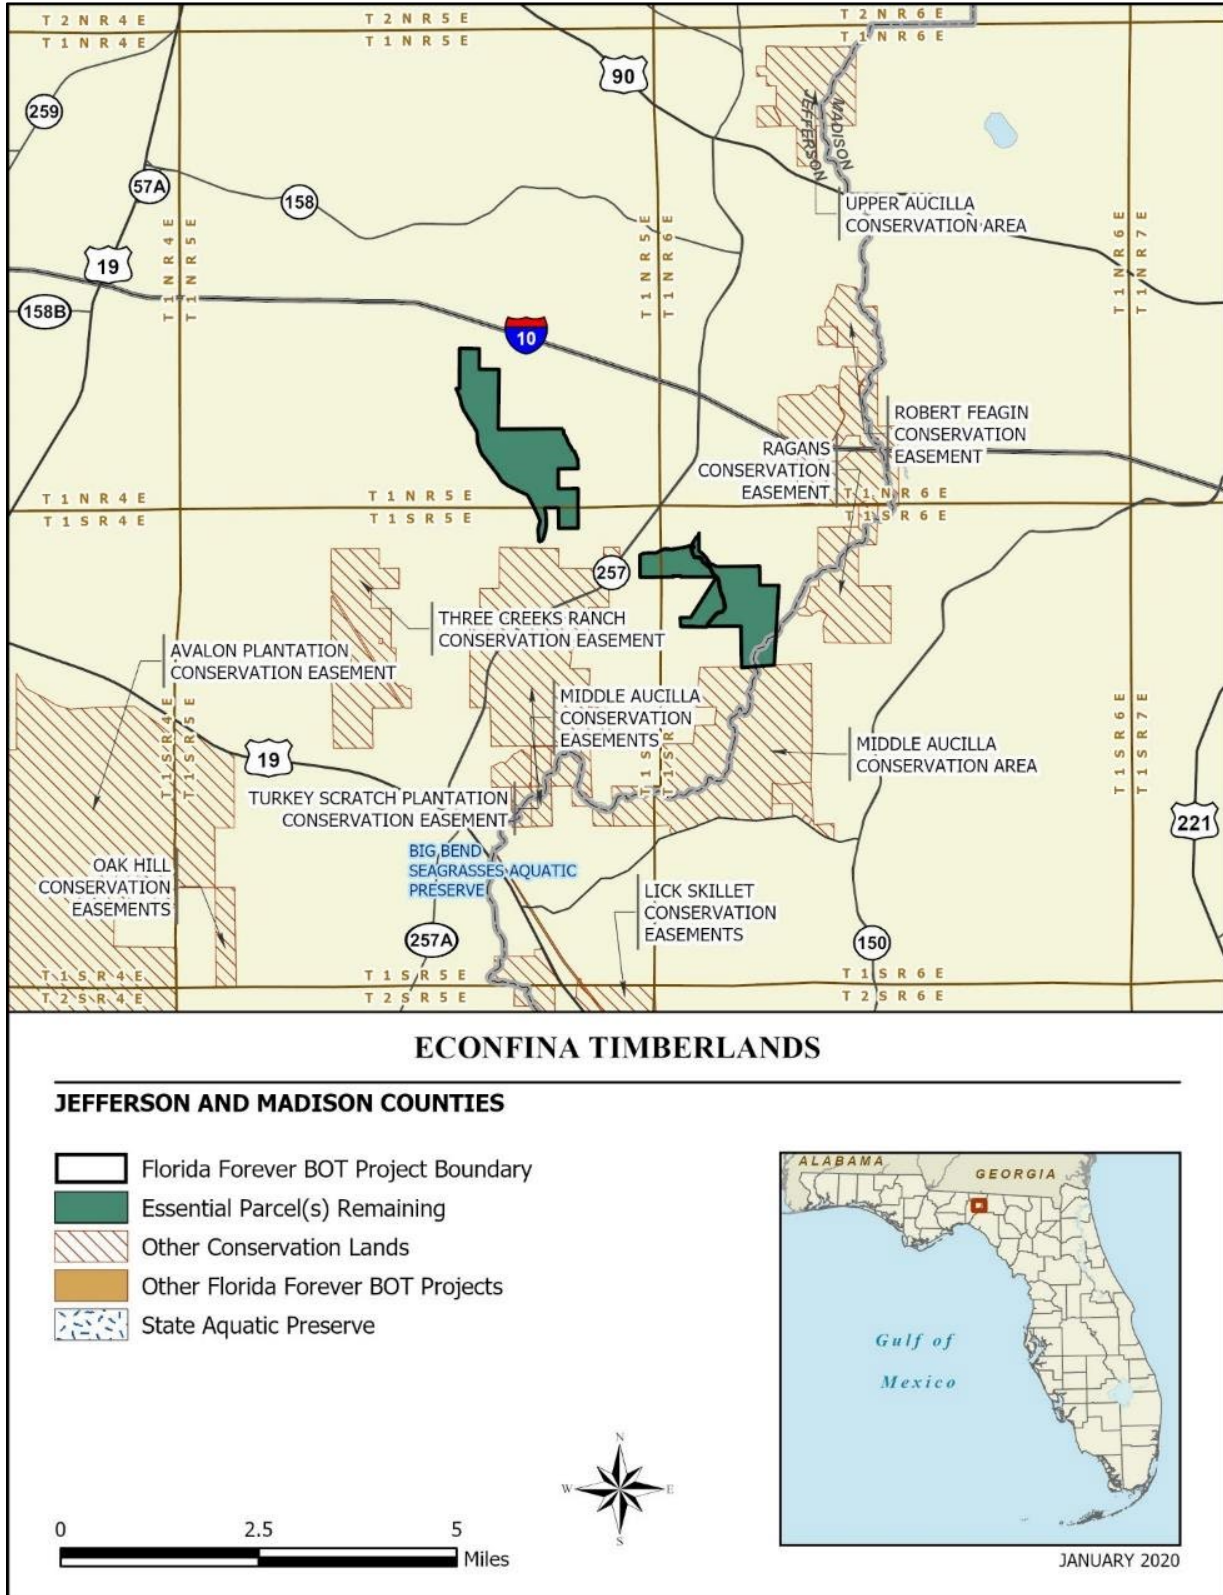 T 2 N R 4 E
T 1 N R 4 E
T 2 N R 5 E
T 1 N R 5 E
T 2 N R 6 E
T 1 N R 6 E
90
259
MADISON
JEFFERSON
57A
158
UPPER AUCILLA
CONSERVATION AREA
T 1 N R 4 E
T 1 N R 5 E
T 1 N R 5 E
T 1 N R 6 E
T 1 N R 6 E
T 1 N R 7 E
19
158B
10
ROBERT FEAGIN
CONSERVATION
EASEMENT
RAGANS
CONSERVATION
EASEMENT
T 1 N R 4 E
T 1 S R 4 E
T 1 N R 5 E
T 1 S R 5 E
T 1 N R 6 E
T 1 S R 6 E
257
THREE CREEKS RANCH
CONSERVATION EASEMENT
AVALON PLANTATION
CONSERVATION EASEMENT
MIDDLE AUCILLA
CONSERVATION
EASEMENTS
T 1 S R 4 E
T 1 S R 5 E
T 1 S
T 1 S R
T 1 S R 6 E
T 1 S R 7 E
MIDDLE AUCILLA
CONSERVATION AREA
19
TURKEY SCRATCH PLANTATION
CONSERVATION EASEMENT
221
BIG BEND
SEAGRASSES AQUATIC
PRESERVE
OAK HILL
CONSERVATION
EASEMENTS
LICK SKILLET
CONSERVATION
EASEMENTS
257A
150
T 1 S R 4 E
T 2 S R 4 E
T 1 S R 5 E
T 2 S R 5 E
T 1 S R 6 E
T 2 S R 6 E
ECONFINA TIMBERLANDS
JEFFERSON AND MADISON COUNTIES
Florida Forever BOT Project Boundary
Essential Parcel(s) Remaining
Other Conservation Lands
Other Florida Forever BOT Projects
State Aquatic Preserve
ALABAMA
GEORGIA
Gulf of
Mexico
N
W
E
S
0
2.5
5
Miles
JANUARY 2020